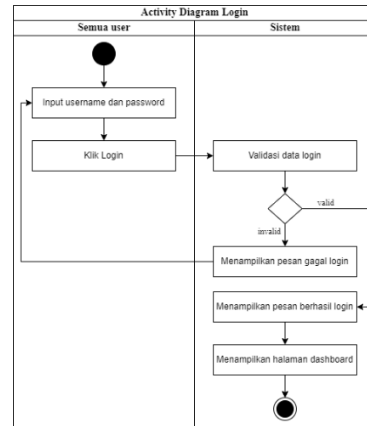 Activity Diagram Login
Semua user
Sistem
Input username dan password
Klik Login
Validasi data login
valid
invalid
Menampilkan pesan gagal login
Menampilkan pesan berhasil login
Menampilkan halaman dashboard